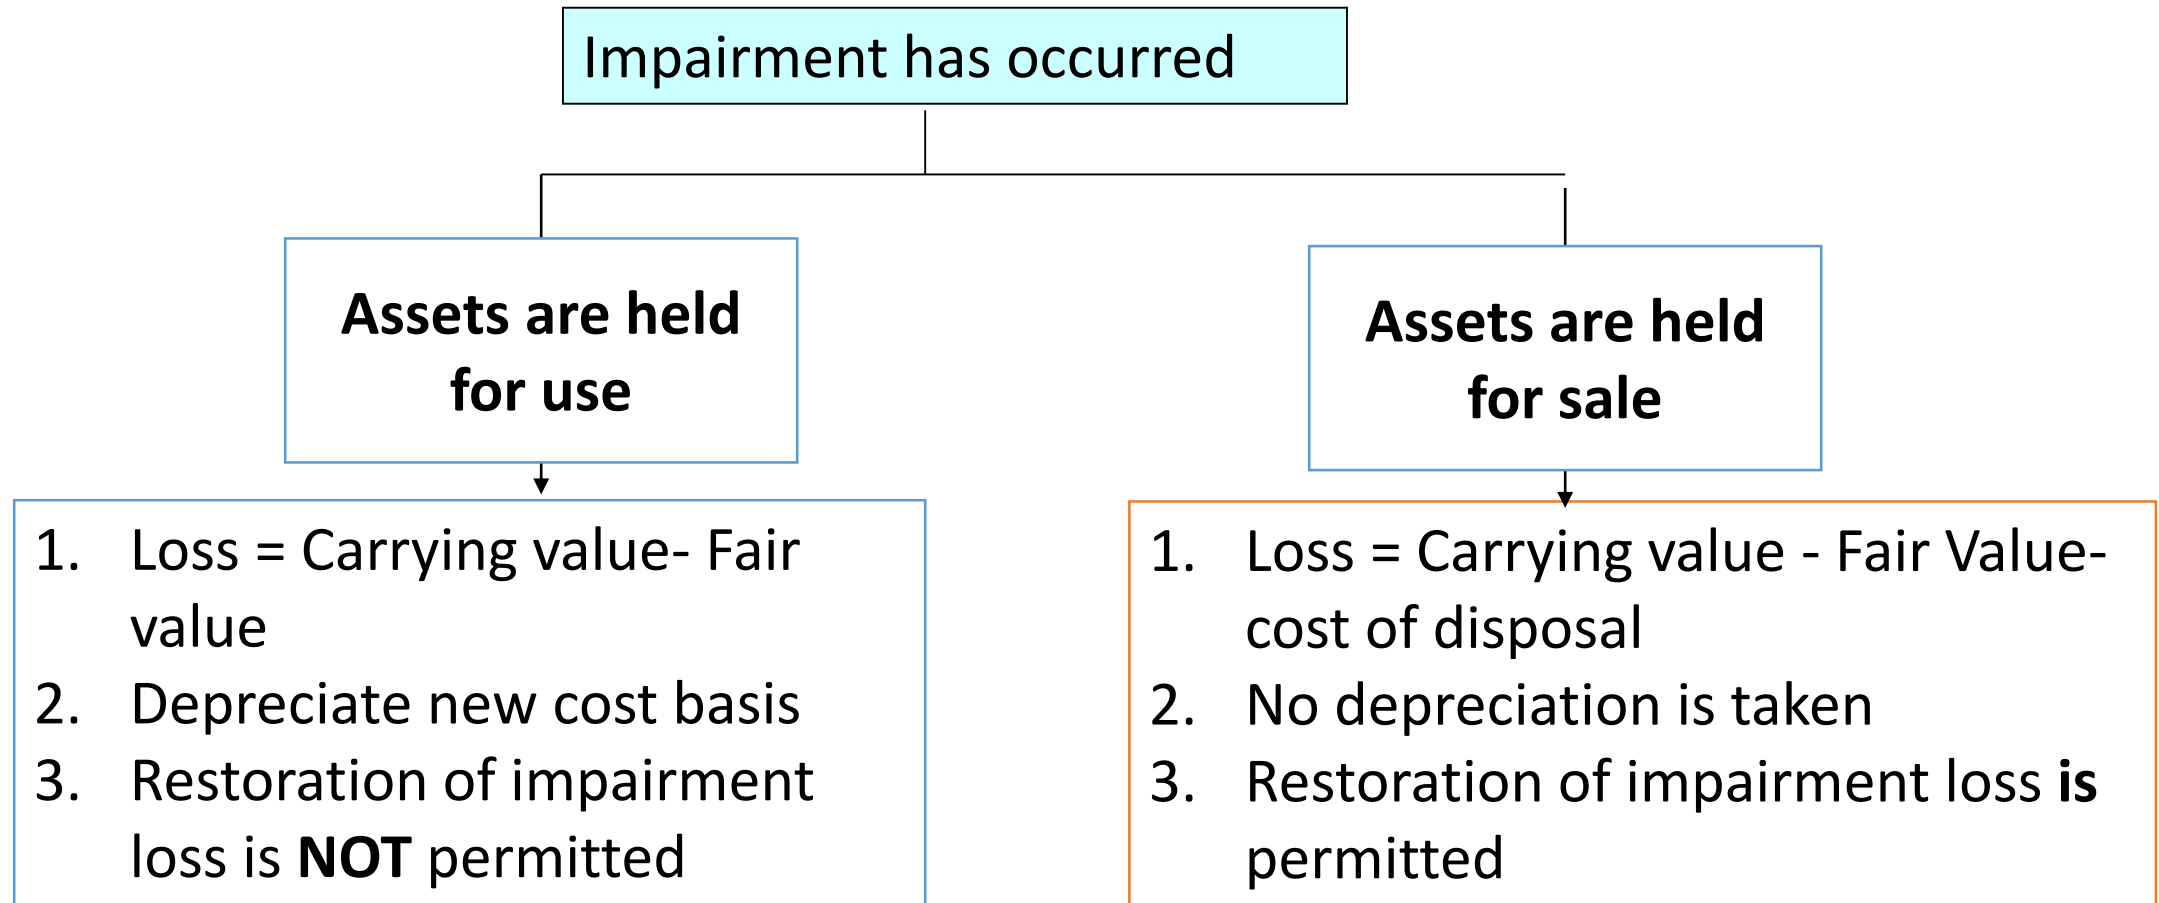 Impairment has occurred
Assets are held
for use
Assets are held
for sale
1. Loss = Carrying value- Fair
value
2. Depreciate new cost basis
3. Restoration of impairment
loss is NOT permitted
1. Loss = Carrying value - Fair Value-
cost of disposal
2. No depreciation is taken
3. Restoration of impairment loss is
permitted